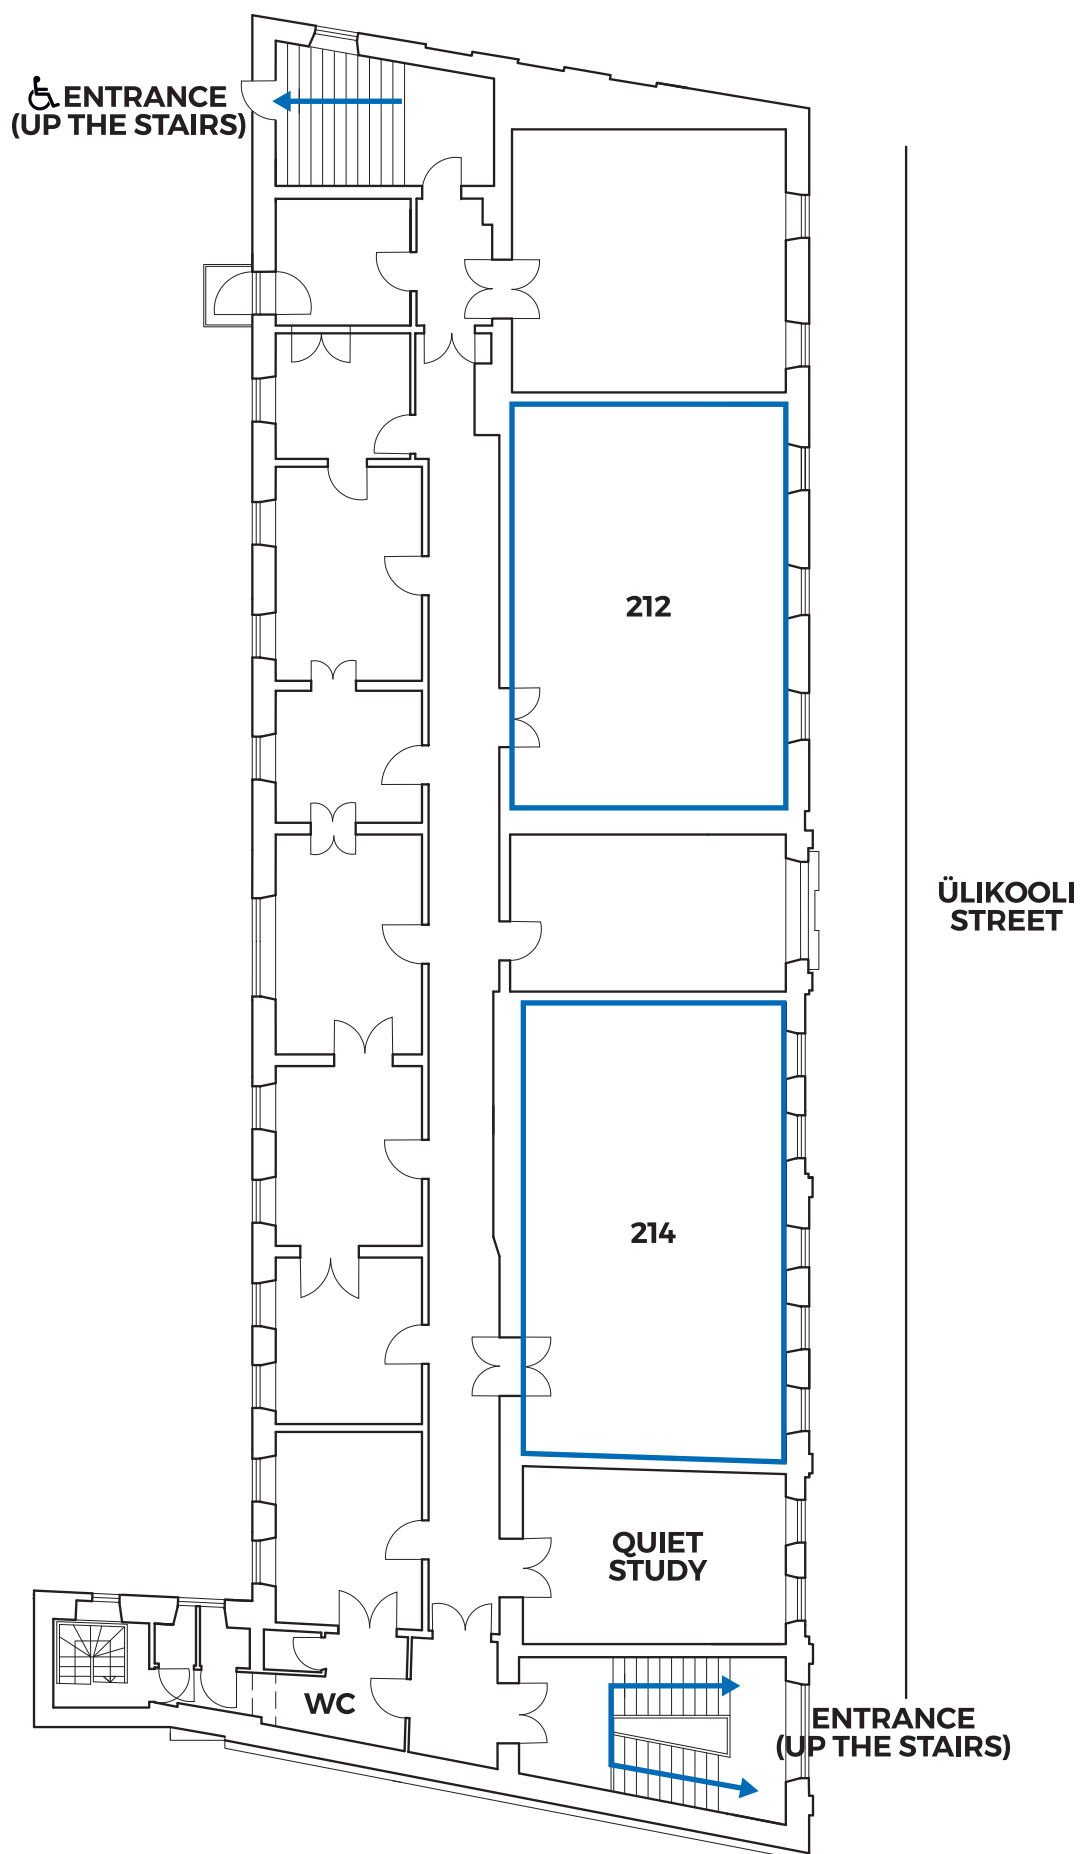 ENTRANCE
(UP THE STAIRS)
212
ÜLIKOOLI
STREET
214
QUIET
STUDY
WC
ENTRANCE
(UP THE STAIRS)